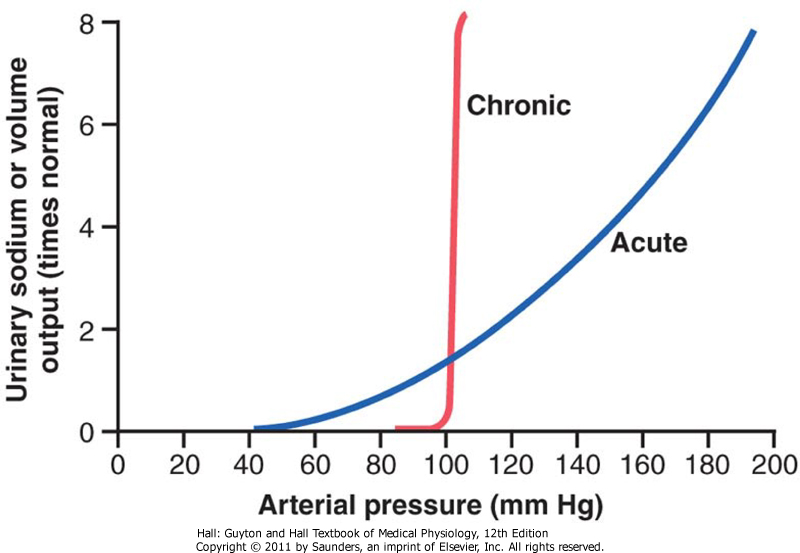 8
6
4
2
0
Urinary sodium or volume
output (times normal)
Chronic
Acute
0 20 40 60 80 100 120 140 160 180 200
Arterial pressure (mm Hg)
Hall: Guyton and Hall Textbook of Medical Physiology, 12th Edition
Copyright © 2011 by Saunders, an imprint of Elsevier, Inc. All rights reserved.